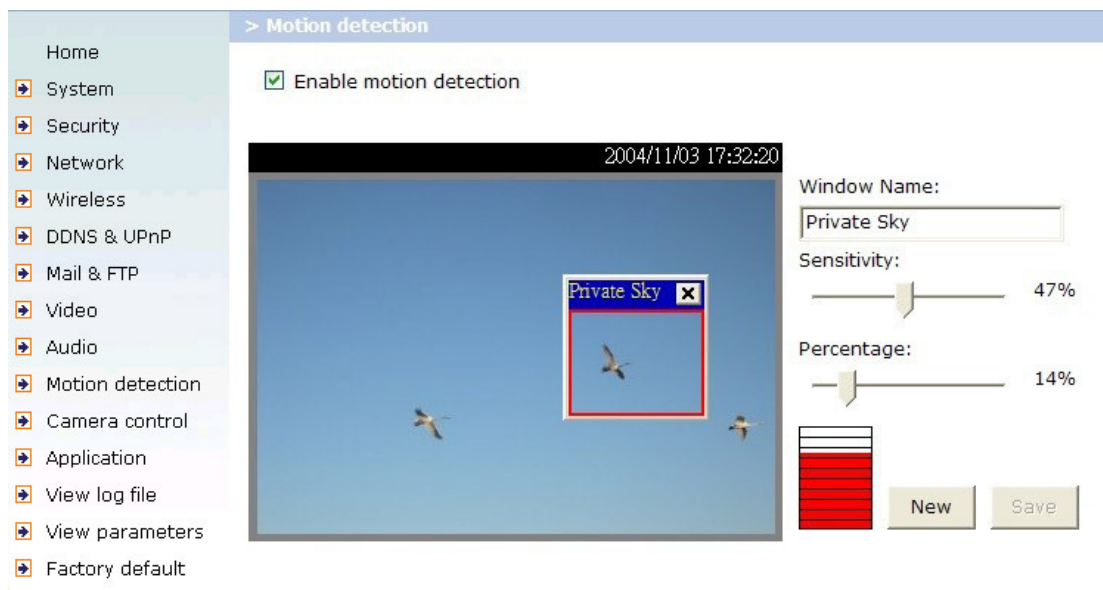 > Motion detection
Home
System
Security
Network
Wireless
DDNS & UPnP
Mail & FTP
Video
Audio
Motion detection
Camera control
Application
View log file
View parameters
Factory default
Enable motion detection
2004/11/03 17:32:20
Private Sky
Window Name:
Private Sky
Sensitivity:
47%
Percentage:
14%
New
Save